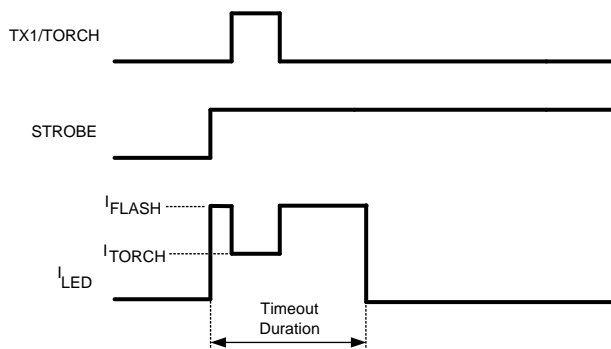 TX1/TORCH
STROBE
IFLASH
ITORCH
ILED
Timeout
Duration